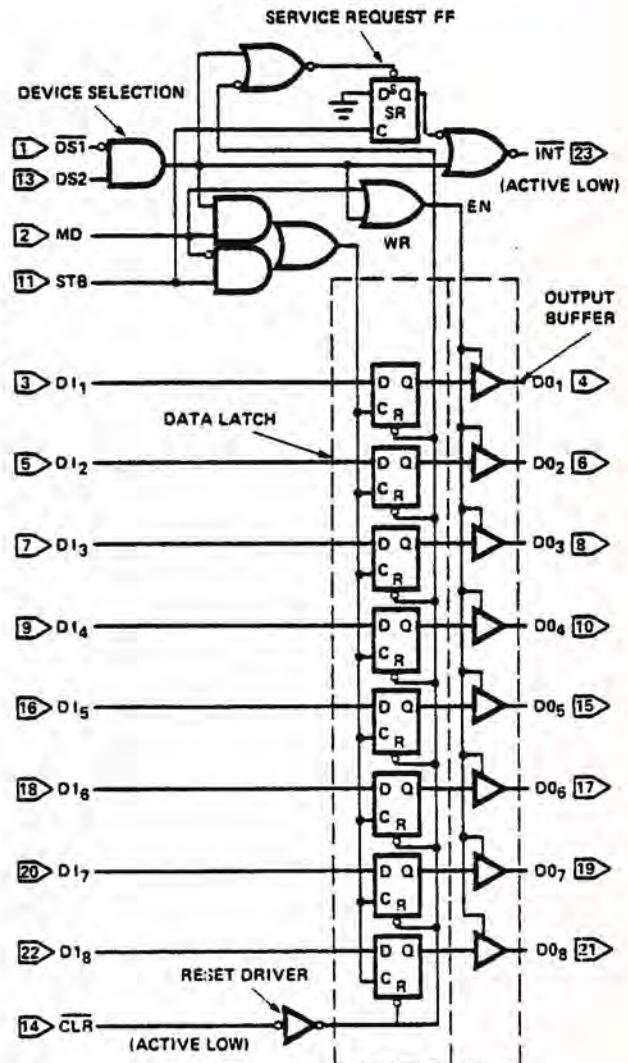 SERVICE REQUEST FF
DEVICE SELECTION
D S Q
SR
C
1 DS1
13 DS2
INT 23
(ACTIVE LOW)
EN
2 MD
WR
11 STB
OUTPUT
BUFFER
3 DI1 D Q C R DO1 4
DATA LATCH
5 DI2 D Q C R DO2 6
7 DI3 D Q C R DO3 8
9 DI4 D Q C R DO4 10
16 DI5 D Q C R DO5 15
18 DI6 D Q C R DO6 17
20 DI7 D Q C R DO7 19
22 DI8 D Q C R DO8 21
RESET DRIVER
14 CLR
(ACTIVE LOW)